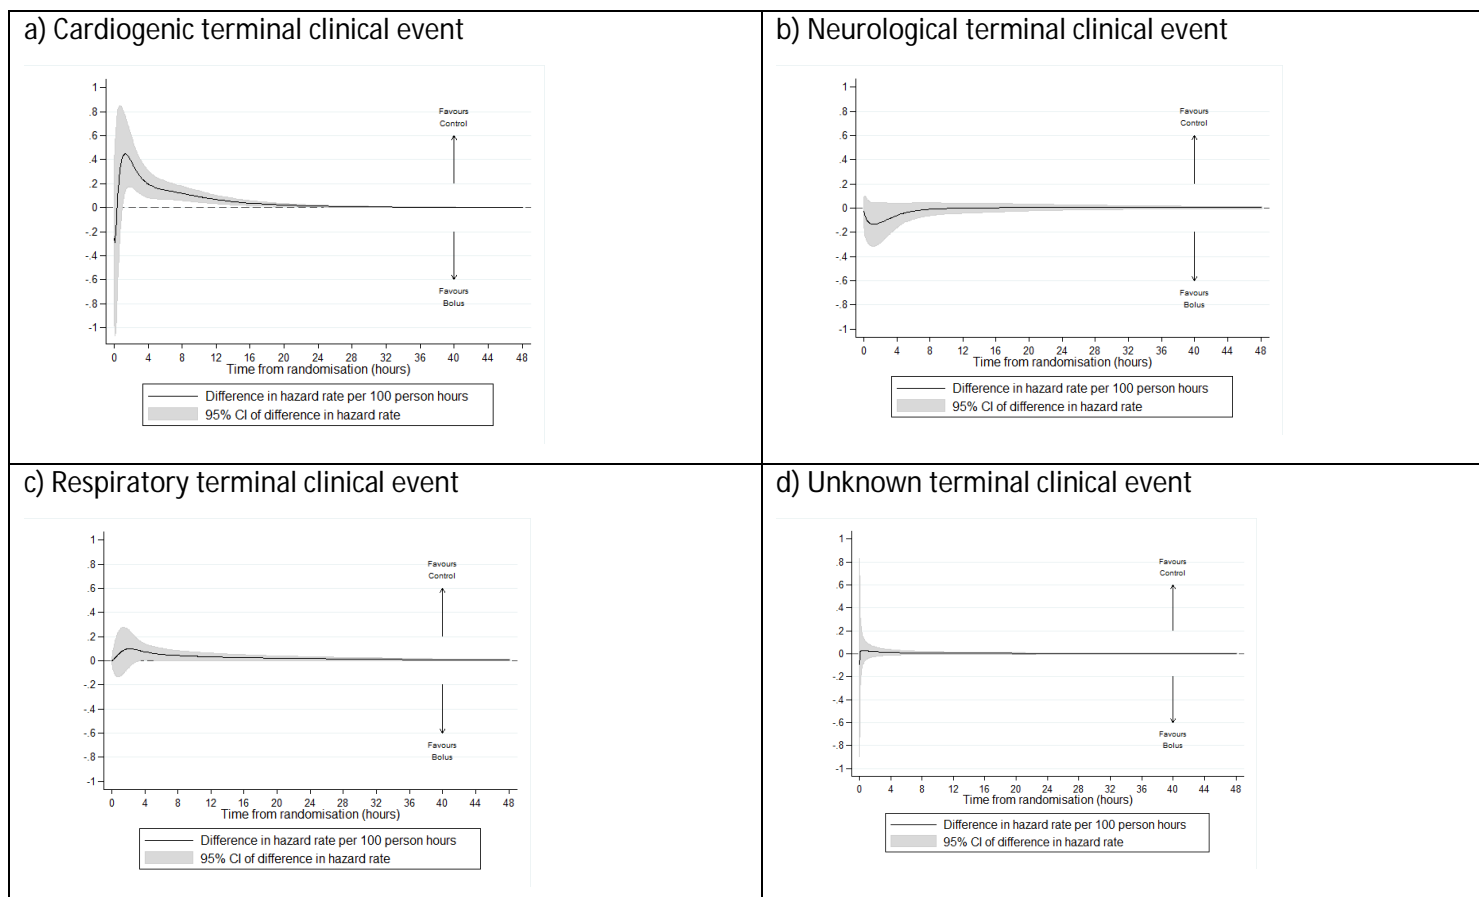 a) Cardiogenic terminal clinical event
1
.8
.6
.4
.2
0
-.2
-.4
-.6
-.8
-1
Favours
Control
Favours
Bolus
0 4 8 12 16 20 24 28 32 36 40 44 48
Time from randomisation (hours)
Difference in hazard rate per 100 person hours
95% CI of difference in hazard rate
b) Neurological terminal clinical event
1
.8
.6
.4
.2
0
-.2
-.4
-.6
-.8
-1
Favours
Control
Favours
Bolus
0 4 8 12 16 20 24 28 32 36 40 44 48
Time from randomisation (hours)
Difference in hazard rate per 100 person hours
95% CI of difference in hazard rate
c) Respiratory terminal clinical event
1
.8
.6
.4
.2
0
-.2
-.4
-.6
-.8
-1
Favours
Control
Favours
Bolus
0 4 8 12 16 20 24 28 32 36 40 44 48
Time from randomisation (hours)
Difference in hazard rate per 100 person hours
95% CI of difference in hazard rate
d) Unknown terminal clinical event
1
.8
.6
.4
.2
0
-.2
-.4
-.6
-.8
-1
Favours
Control
Favours
Bolus
0 4 8 12 16 20 24 28 32 36 40 44 48
Time from randomisation (hours)
Difference in hazard rate per 100 person hours
95% CI of difference in hazard rate